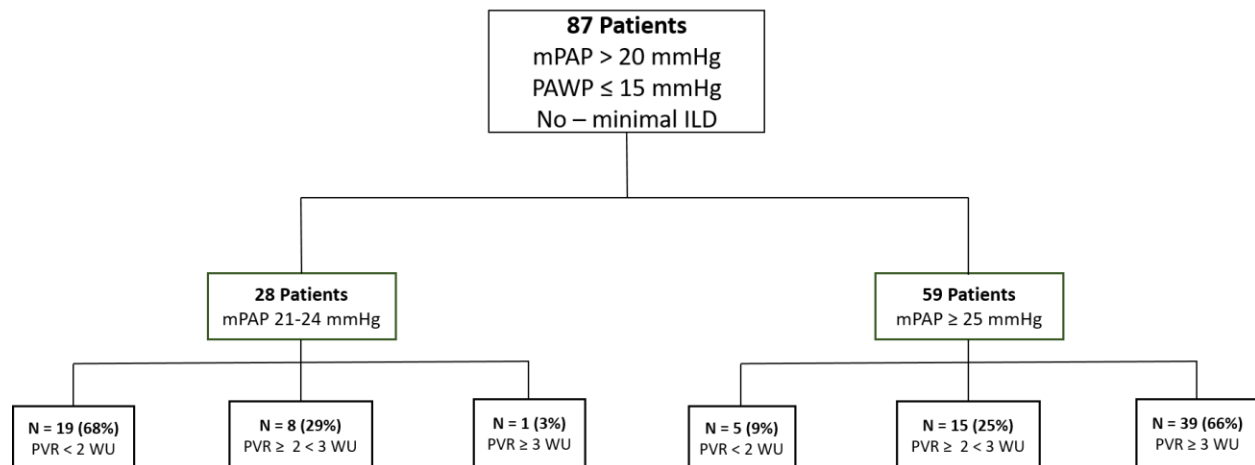 87 Patients
mPAP > 20 mmHg
PAWP ≤ 15 mmHg
No – minimal ILD
28 Patients
mPAP 21-24 mmHg
59 Patients
mPAP ≥ 25 mmHg
N = 19 (68%)
PVR < 2 WU
N = 8 (29%)
PVR ≥ 2 < 3 WU
N = 1 (3%)
PVR ≥ 3 WU
N = 5 (9%)
PVR < 2 WU
N = 15 (25%)
PVR ≥ 2 < 3 WU
N = 39 (66%)
PVR ≥ 3 WU